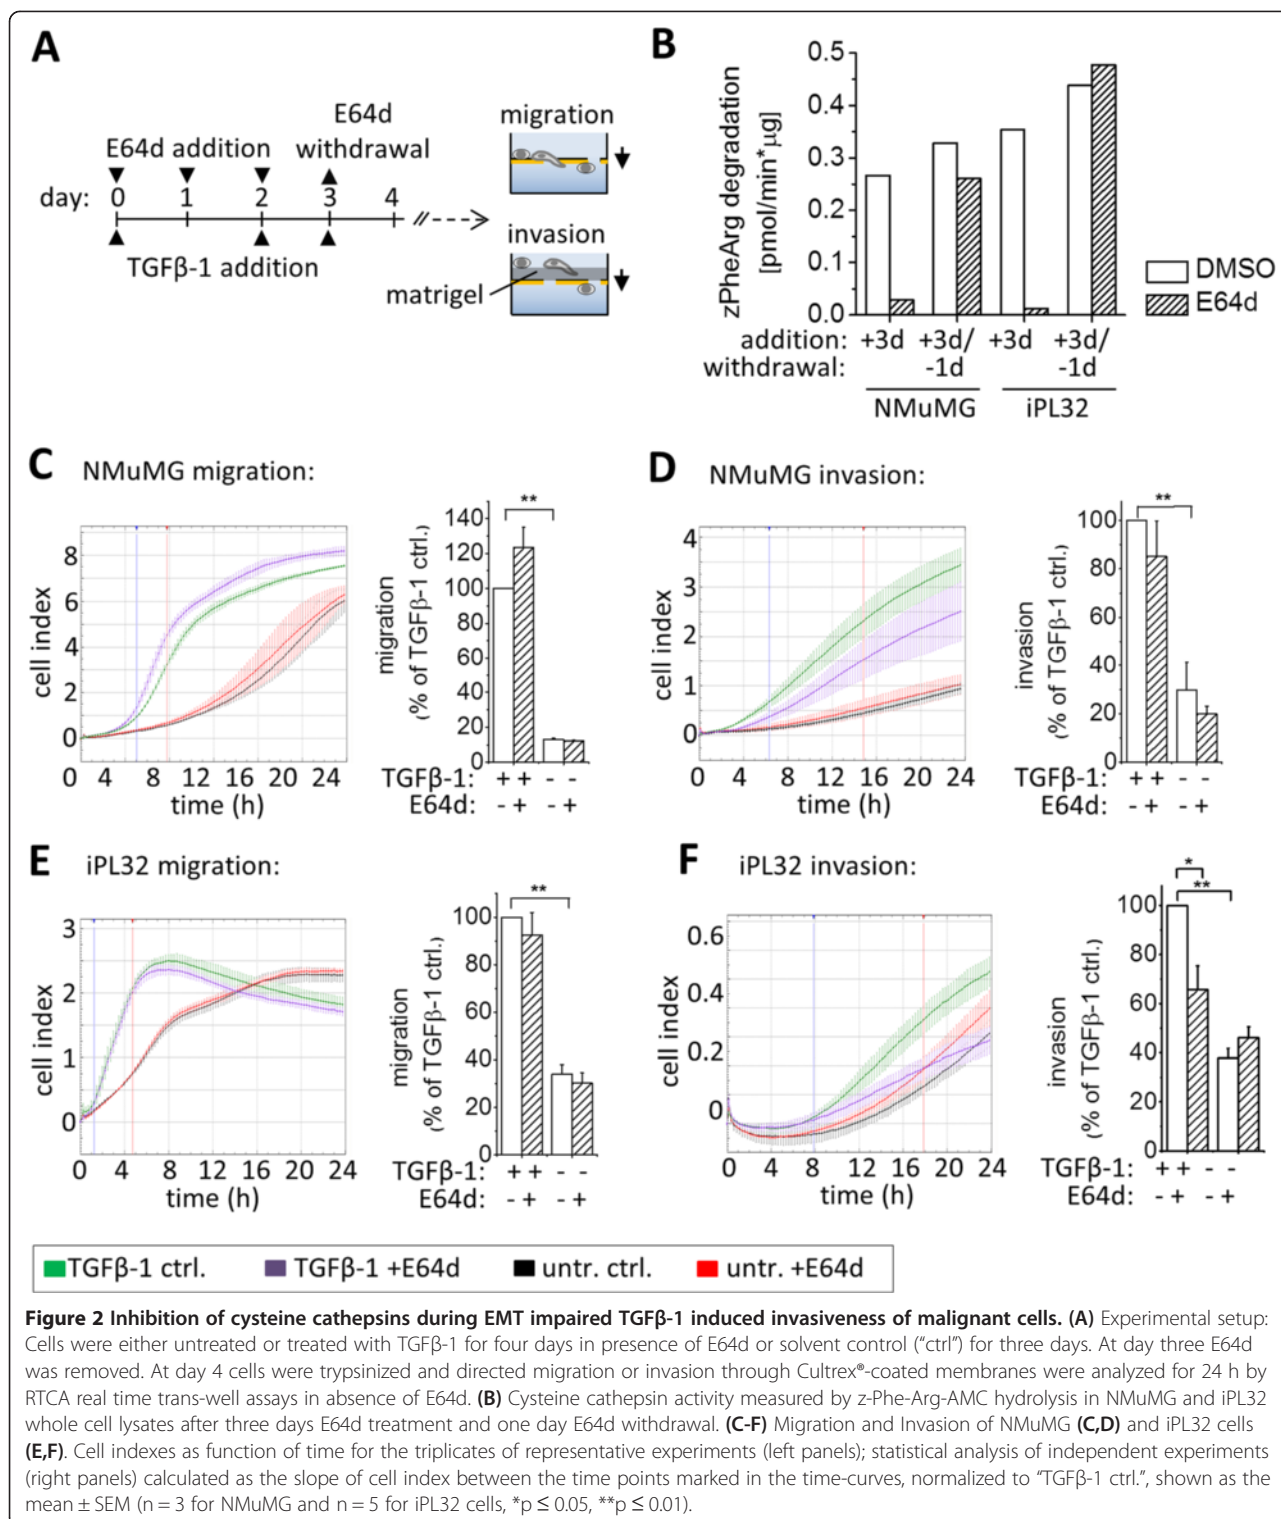 A
E64d addition
E64d
withdrawal
day: 0 1 2 3 4
TGFβ-1 addition
migration
invasion
matrigel
B
zPheArg degradation
[pmol/min*µg]
0.5
0.4
0.3
0.2
0.1
0.0
DMSO
E64d
addition: +3d +3d/ +3d +3d/
withdrawal: -1d -1d
NMuMG iPL32
C NMuMG migration:
cell index
8
6
4
2
0
0 4 8 12 16 20 24
time (h)
migration
(% of TGFβ-1 ctrl.)
140
120
100
80
60
40
20
0
**
TGFβ-1: + + - -
E64d: - + - +
D NMuMG invasion:
cell index
4
3
2
1
0
0 4 8 12 16 20 24
time (h)
invasion
(% of TGFβ-1 ctrl.)
100
80
60
40
20
0
**
TGFβ-1: + + - -
E64d: - + - +
E iPL32 migration:
cell index
3
2
1
0
0 4 8 12 16 20 24
time (h)
migration
(% of TGFβ-1 ctrl.)
100
80
60
40
20
0
**
TGFβ-1: + + - -
E64d: - + - +
F iPL32 invasion:
cell index
0.6
0.4
0.2
0
0 4 8 12 16 20 24
time (h)
invasion
(% of TGFβ-1 ctrl.)
100
80
60
40
20
0
*
**
TGFβ-1: + + - -
E64d: - + - +
TGFβ-1 ctrl. TGFβ-1 +E64d untr. ctrl. untr. +E64d
Figure 2 Inhibition of cysteine cathepsins during EMT impaired TGFβ-1 induced invasiveness of malignant cells. (A) Experimental setup:
Cells were either untreated or treated with TGFβ-1 for four days in presence of E64d or solvent control (“ctrl”) for three days. At day three E64d
was removed. At day 4 cells were trypsinized and directed migration or invasion through Cultrex®-coated membranes were analyzed for 24 h by
RTCA real time trans-well assays in absence of E64d. (B) Cysteine cathepsin activity measured by z-Phe-Arg-AMC hydrolysis in NMuMG and iPL32
whole cell lysates after three days E64d treatment and one day E64d withdrawal. (C-F) Migration and Invasion of NMuMG (C,D) and iPL32 cells
(E,F). Cell indexes as function of time for the triplicates of representative experiments (left panels); statistical analysis of independent experiments
(right panels) calculated as the slope of cell index between the time points marked in the time-curves, normalized to “TGFβ-1 ctrl.”, shown as the
mean ± SEM (n = 3 for NMuMG and n = 5 for iPL32 cells, *p ≤ 0.05, **p ≤ 0.01).